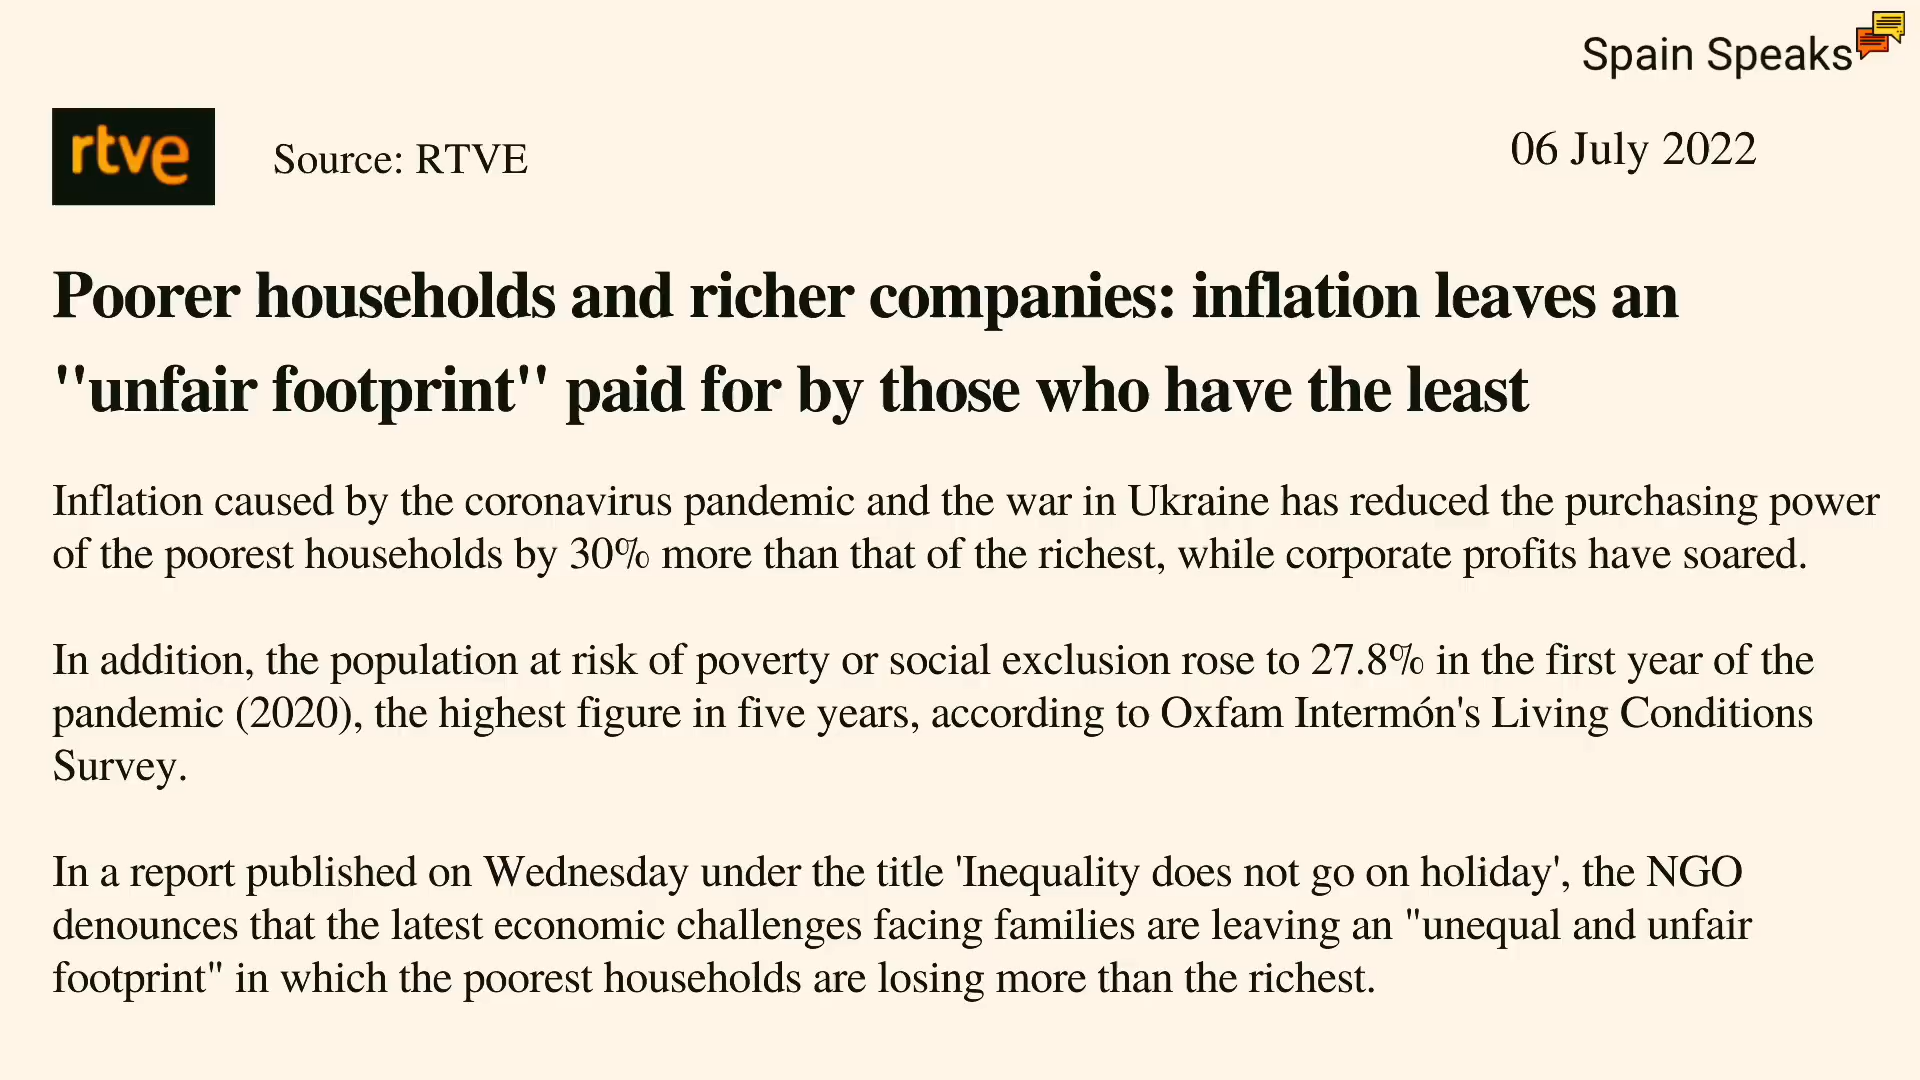 Spain Speaks
rtve
Source: RTVE
06 July 2022
Poorer households and richer companies: inflation leaves an
"unfair footprint" paid for by those who have the least
Inflation caused by the coronavirus pandemic and the war in Ukraine has reduced the purchasing power
of the poorest households by 30% more than that of the richest, while corporate profits have soared.
In addition, the population at risk of poverty or social exclusion rose to 27.8% in the first year of the
pandemic (2020), the highest figure in five years, according to Oxfam Intermón's Living Conditions
Survey.
In a report published on Wednesday under the title 'Inequality does not go on holiday', the NGO
denounces that the latest economic challenges facing families are leaving an "unequal and unfair
footprint" in which the poorest households are losing more than the richest.